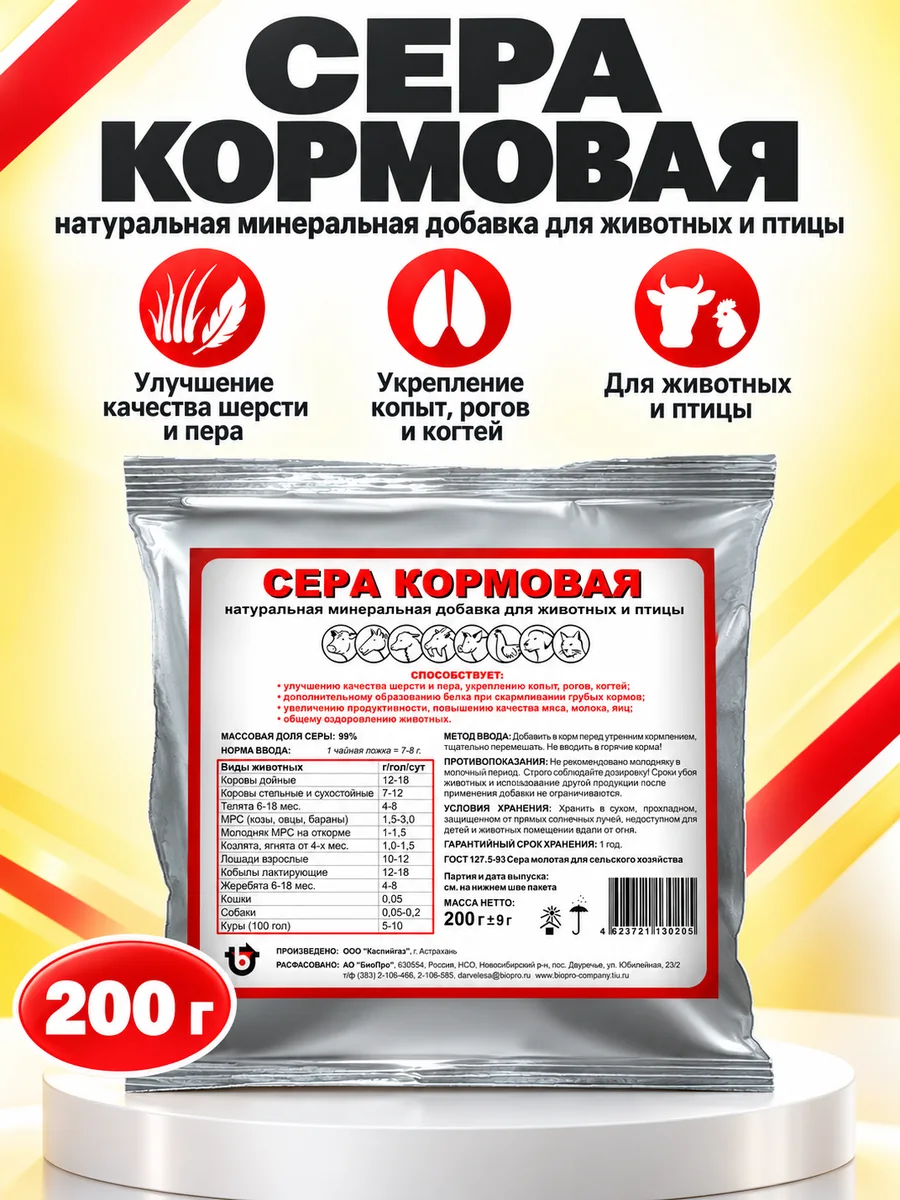 СЕРА
КОРМОВАЯ
натуральная минеральная добавка для животных и птицы
Улучшение
качества шерсти
и пера
Укрепление
копыт, рогов
и когтей
Для животных
и птицы
СЕРА КОРМОВАЯ
натуральная минеральная добавка для животных и птицы
СПОСОБСТВУЕТ:
• улучшению качества шерсти и пера, укреплению копыт, рогов, когтей;
• дополнительному образованию белка при скармливании грубых кормов;
• увеличению продуктивности, повышению качества мяса, молока, яиц;
• общему оздоровлению животных.
МАССОВАЯ ДОЛЯ СЕРЫ: 99%
НОРМА ВВОДА: 1 чайная ложка = 7-8 г.
Виды животных г/гол/сут
Коровы дойные 12-18
Коровы стельные и сухостойные 7-12
Телята 6-18 мес. 4-8
МРС (козы, овцы, бараны) 1,5-3,0
Молодняк МРС на откорме 1-1,5
Козлята, ягнята от 4-х мес. 1,0-1,5
Лошади взрослые 10-12
Кобылы лактирующие 12-18
Жеребята 6-18 мес. 4-8
Кошки 0,05
Собаки 0,05-0,2
Куры (100 гол) 5-10
МЕТОД ВВОДА: Добавить в корм перед утренним кормлением,
тщательно перемешать. Не вводить в горячие корма!
ПРОТИВОПОКАЗАНИЯ: Не рекомендовано молодняку в
молочный период. Строго соблюдайте дозировку! Сроки убоя
животных и использование другой продукции после
применения добавки не ограничиваются.
УСЛОВИЯ ХРАНЕНИЯ: Хранить в сухом, прохладном,
защищенном от прямых солнечных лучей, недоступном для
детей и животных помещении вдали от огня.
ГАРАНТИЙНЫЙ СРОК ХРАНЕНИЯ: 1 год.
ГОСТ 127.5-93 Сера молотая для сельского хозяйства
Партия и дата выпуска:
см. на нижнем шве пакета
МАССА НЕТТО:
200 г ± 9 г
4 623721 130205
ПРОИЗВЕДЕНО: ООО "Каспийгаз", г. Астрахань
РАСФАСОВАНО: АО "БиоПро", 630554, Россия, НСО, Новосибирский р-н, пос. Двуречье, ул. Юбилейная, 23/2
т/ф (383) 2-106-466, 2-106-585, darvelesa@biopro.ru www.biopro-company.tiu.ru
200 г